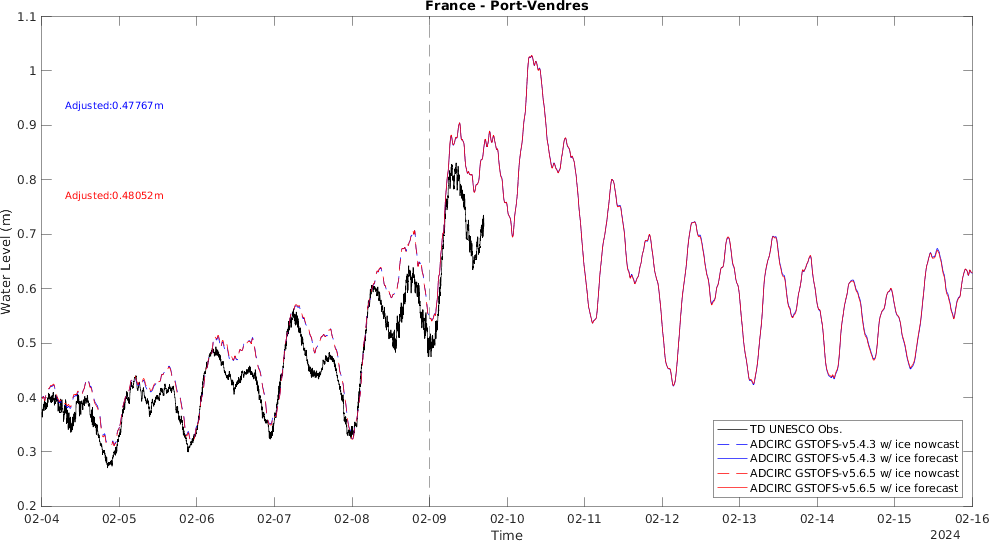 France - Port-Vendres
1.1
1
0.9
0.8
0.7
0.6
0.5
0.4
0.3
0.2
Water Level (m)
Adjusted:0.47767m
Adjusted:0.48052m
TD UNESCO Obs.
ADCIRC GSTOFS-v5.4.3 w/ ice nowcast
ADCIRC GSTOFS-v5.4.3 w/ ice forecast
ADCIRC GSTOFS-v5.6.5 w/ ice nowcast
ADCIRC GSTOFS-v5.6.5 w/ ice forecast
02-04 02-05 02-06 02-07 02-08 02-09 02-10 02-11 02-12 02-13 02-14 02-15 02-16
Time
2024